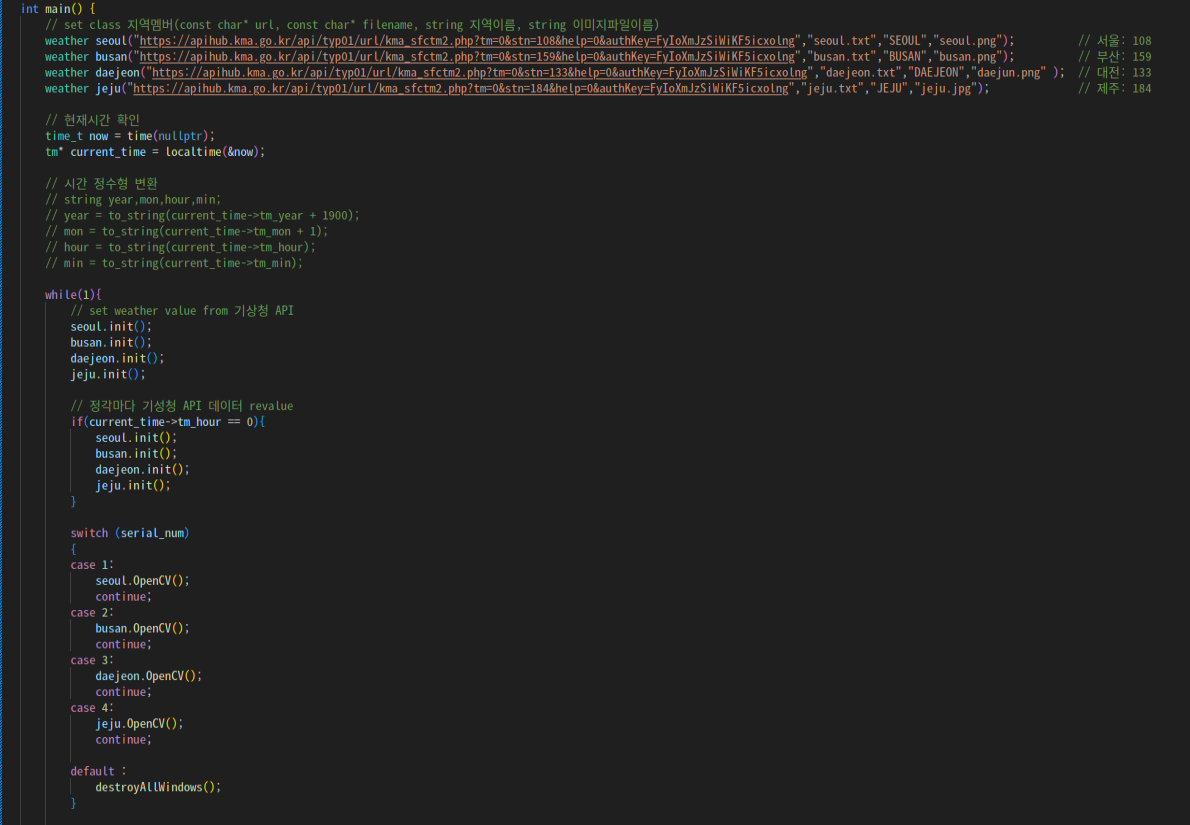 int main() {
// set class 지역멤버(const char* url, const char* filename, string 지역이름, string 이미지파일이름)
weather seoul("https://apihub.kma.go.kr/api/typ01/url/kma_sfctm2.php?tm=0&stn=108&help=0&authKey=FyIoXmJzSiWiKF5icxolng","seoul.txt","SEOUL","seoul.png"); // 서울: 108
weather busan("https://apihub.kma.go.kr/api/typ01/url/kma_sfctm2.php?tm=0&stn=159&help=0&authKey=FyIoXmJzSiWiKF5icxolng","busan.txt","BUSAN","busan.png"); // 부산: 159
weather daejeon("https://apihub.kma.go.kr/api/typ01/url/kma_sfctm2.php?tm=0&stn=133&help=0&authKey=FyIoXmJzSiWiKF5icxolng","daejeon.txt","DAEJEON","daejun.png" ); // 대전: 133
weather jeju("https://apihub.kma.go.kr/api/typ01/url/kma_sfctm2.php?tm=0&stn=184&help=0&authKey=FyIoXmJzSiWiKF5icxolng","jeju.txt","JEJU","jeju.jpg"); // 제주: 184
// 현재시간 확인
time_t now = time(nullptr);
tm* current_time = localtime(&now);
// 시간 정수형 변환
// string year,mon,hour,min;
// year = to_string(current_time->tm_year + 1900);
// mon = to_string(current_time->tm_mon + 1);
// hour = to_string(current_time->tm_hour);
// min = to_string(current_time->tm_min);
while(1){
// set weather value from 기상청 API
seoul.init();
busan.init();
daejeon.init();
jeju.init();
// 정각마다 기성청 API 데이터 revalue
if(current_time->tm_hour == 0){
seoul.init();
busan.init();
daejeon.init();
jeju.init();
}
switch (serial_num)
{
case 1:
seoul.OpenCV();
continue;
case 2:
busan.OpenCV();
continue;
case 3:
daejeon.OpenCV();
continue;
case 4:
jeju.OpenCV();
continue;
default :
destroyAllWindows();
}